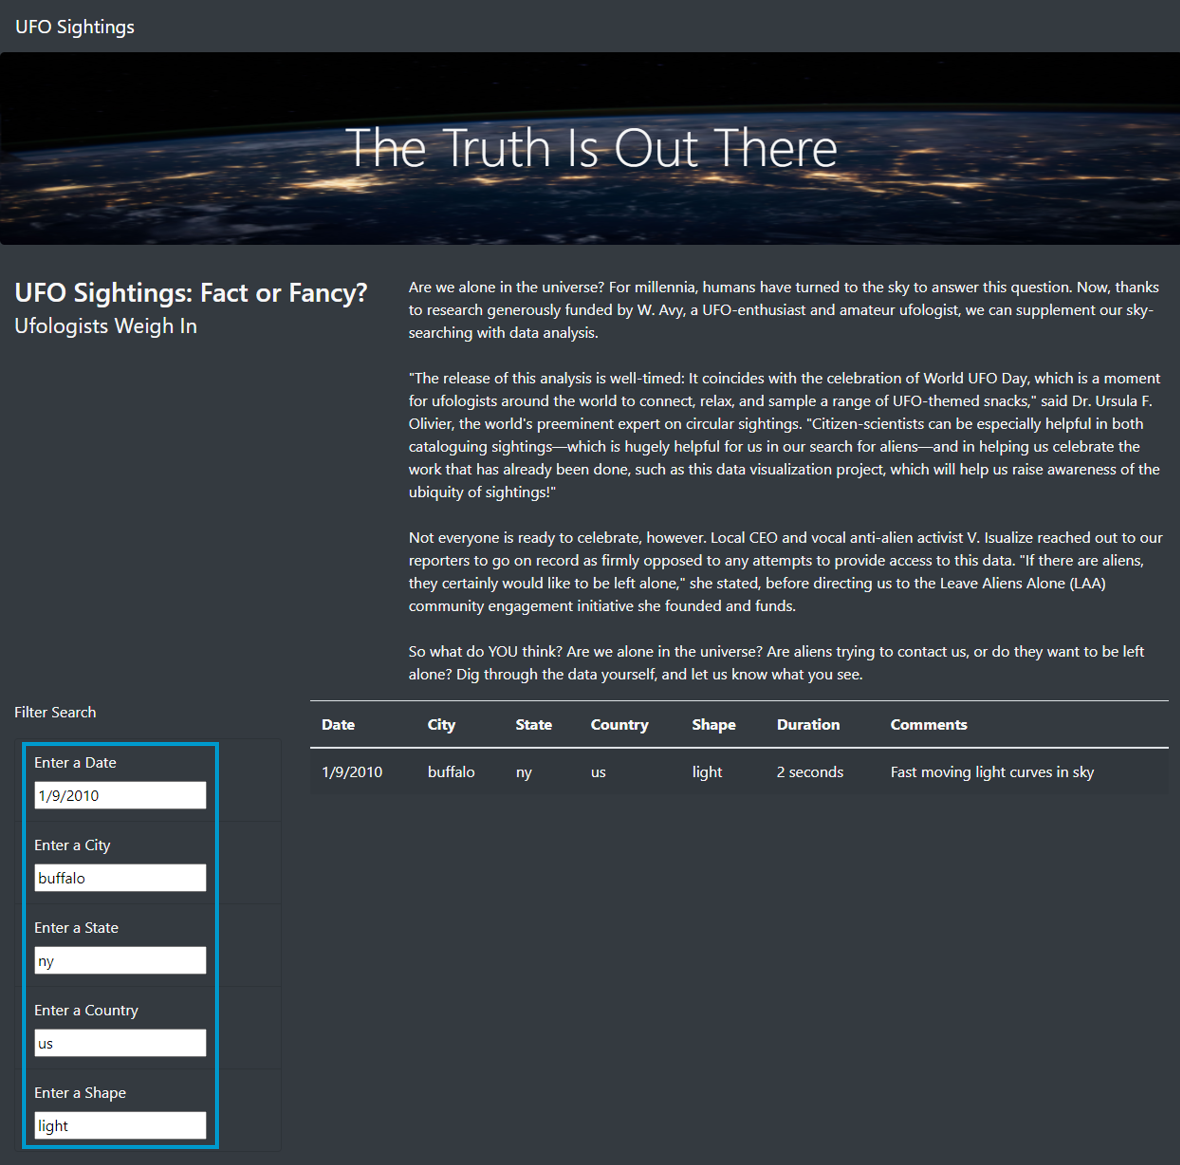 UFO Sightings
The Truth Is Out There
UFO Sightings: Fact or Fancy?
Ufologists Weigh In
Are we alone in the universe? For millennia, humans have turned to the sky to answer this question. Now, thanks
to research generously funded by W. Avy, a UFO-enthusiast and amateur ufologist, we can supplement our sky-
searching with data analysis.
"The release of this analysis is well-timed: It coincides with the celebration of World UFO Day, which is a moment
for ufologists around the world to connect, relax, and sample a range of UFO-themed snacks," said Dr. Ursula F.
Olivier, the world's preeminent expert on circular sightings. "Citizen-scientists can be especially helpful in both
cataloguing sightings—which is hugely helpful for us in our search for aliens—and in helping us celebrate the
work that has already been done, such as this data visualization project, which will help us raise awareness of the
ubiquity of sightings!"
Not everyone is ready to celebrate, however. Local CEO and vocal anti-alien activist V. Isualize reached out to our
reporters to go on record as firmly opposed to any attempts to provide access to this data. "If there are aliens,
they certainly would like to be left alone," she stated, before directing us to the Leave Aliens Alone (LAA)
community engagement initiative she founded and funds.
So what do YOU think? Are we alone in the universe? Are aliens trying to contact us, or do they want to be left
alone? Dig through the data yourself, and let us know what you see.
Filter Search
Enter a Date
1/9/2010
Enter a City
buffalo
Enter a State
ny
Enter a Country
us
Enter a Shape
light
Date City State Country Shape Duration Comments
1/9/2010 buffalo ny us light 2 seconds Fast moving light curves in sky